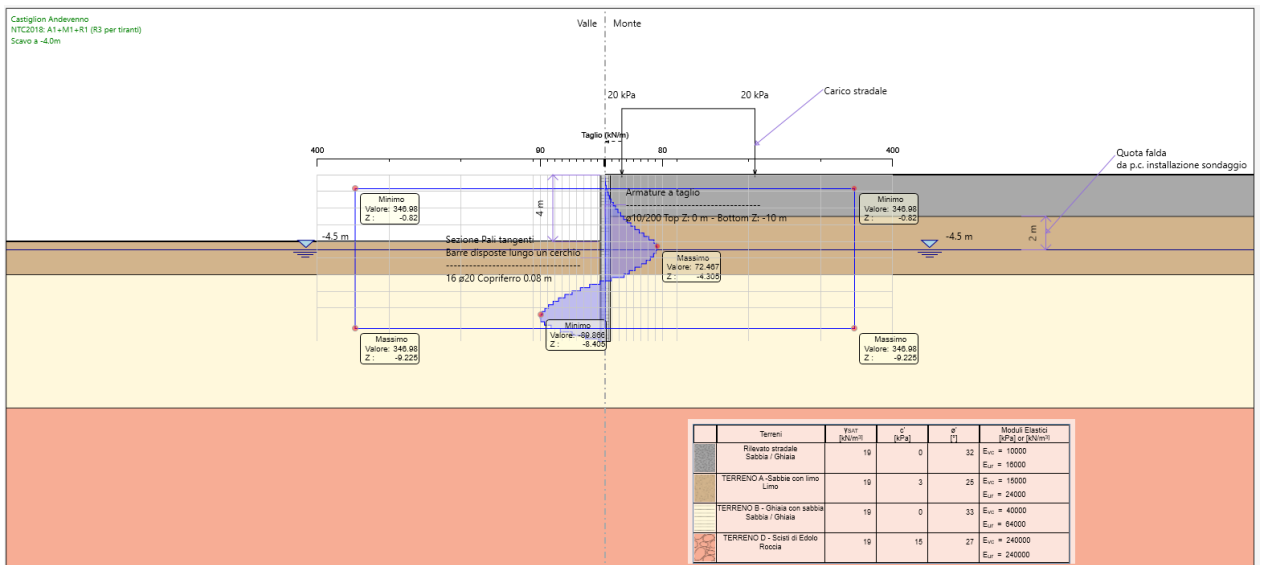 Castiglion Andevenno
NTC2018: A1+M1+R1 (R3 per tiranti)
Scavo a -4.0m
Valle
Monte
20 kPa
20 kPa
Carico stradale
Taglio (kN/m)
400
90
80
400
Quota falda
da p.c. installazione sondaggio
Minimo
Valore: 346.98
Z : -0.82
4 m
Armature a taglio
ø10/200 Top Z: 0 m - Bottom Z: -10 m
Minimo
Valore: 346.98
Z : -0.82
2 m
-4.5 m
-4.5 m
Sezione Pali tangenti
Barre disposte lungo un cerchio
16 ø20 Copriferro 0.08 m
Massimo
Valore: 72.467
Z : -4.305
Minimo
Valore: -89.866
Z : -8.405
Massimo
Valore: 346.98
Z : -9.225
Massimo
Valore: 346.98
Z : -9.225
Terreni γSAT [kN/m³] c' [kPa] ø' [°] Moduli Elastici [kPa] or [kN/m³]
Rilevato stradale
Sabbia / Ghiaia
19 0 32
Evc = 10000
Eur = 16000
TERRENO A -Sabbie con limo
Limo
19 3 25
Evc = 15000
Eur = 24000
TERRENO B - Ghiaia con sabbia
Sabbia / Ghiaia
19 0 33
Evc = 40000
Eur = 64000
TERRENO D - Scisti di Edolo
Roccia
19 15 27
Evc = 240000
Eur = 240000